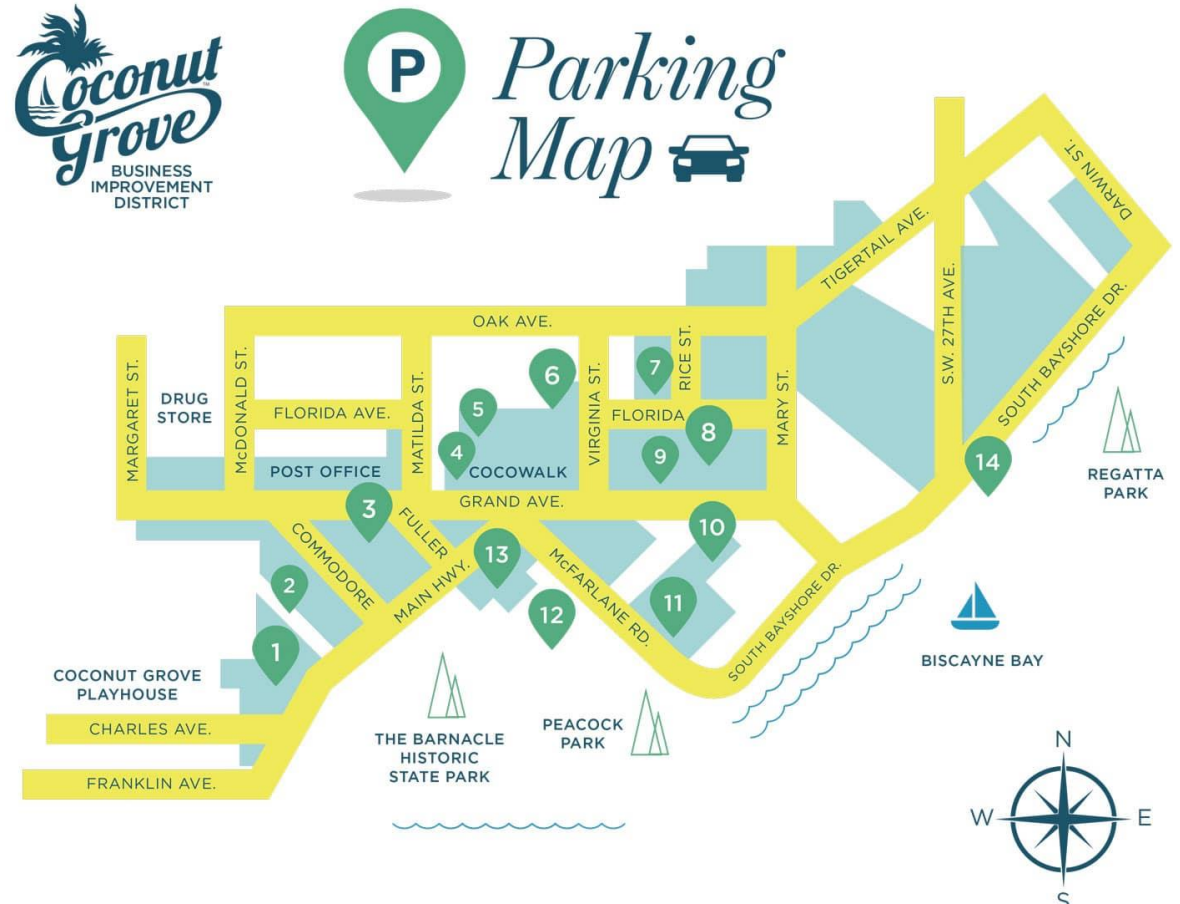 Coconut
Grove
™
BUSINESS
IMPROVEMENT
DISTRICT
P
Parking
Map
DARWIN ST.
TIGERTAIL AVE.
S.W. 27TH AVE.
SOUTH BAYSHORE DR.
OAK AVE.
MARGARET ST.
McDONALD ST.
MATILDA ST.
VIRGINIA ST.
RICE ST.
MARY ST.
DRUG
STORE
FLORIDA AVE.
FLORIDA
7
6
5
4
8
9
POST OFFICE
COCOWALK
GRAND AVE.
14
REGATTA
PARK
3
FULLER
COMMODORE
MAIN HWY.
13
McFARLANE RD.
10
11
12
2
1
SOUTH BAYSHORE DR.
BISCAYNE BAY
COCONUT GROVE
PLAYHOUSE
CHARLES AVE.
FRANKLIN AVE.
THE BARNACLE
HISTORIC
STATE PARK
PEACOCK
PARK
N
W
E
S